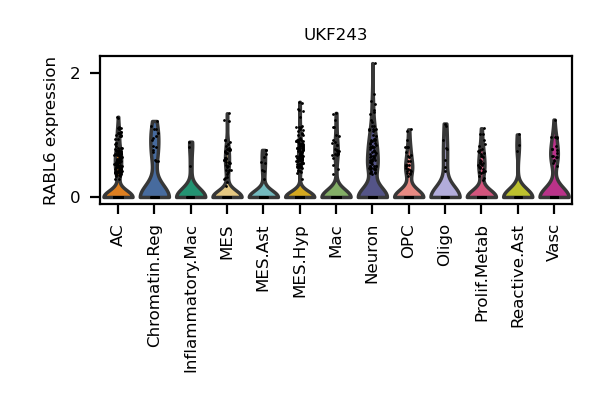 UKF243
RABL6 expression
2
0
AC
Chromatin.Reg
Inflammatory.Mac
MES
MES.Ast
MES.Hyp
Mac
Neuron
OPC
Oligo
Prolif.Metab
Reactive.Ast
Vasc